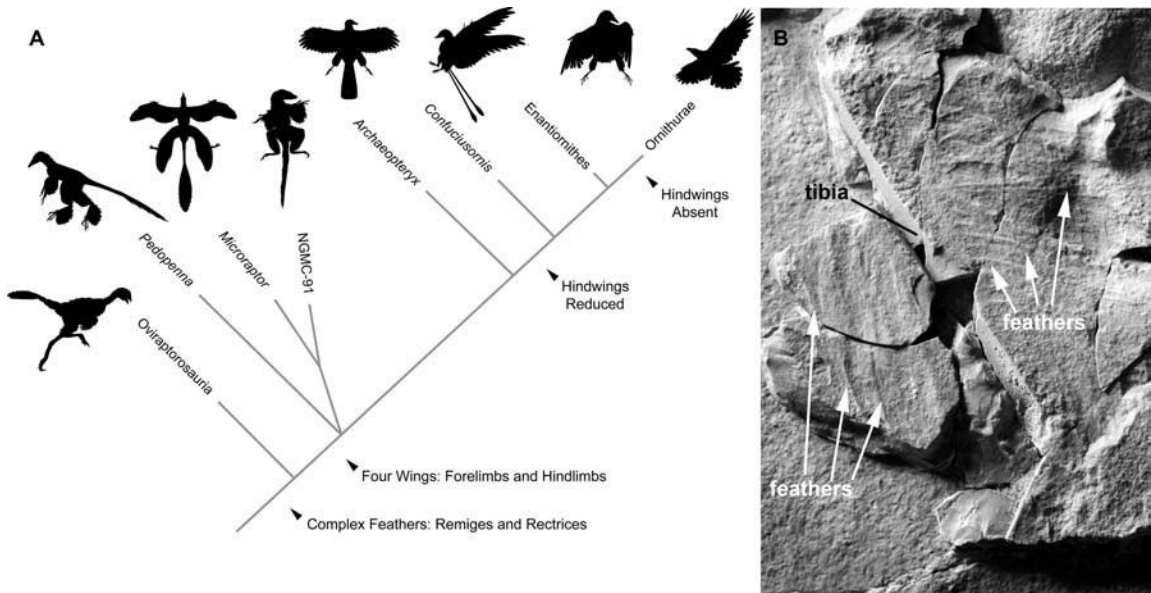 A
Oviraptorosauria
Pedopenna
Microraptor
NGMC-91
Archaeopteryx
Confuciusornis
Enantiornithes
Ornithurae
Hindwings
Absent
Hindwings
Reduced
Four Wings: Forelimbs and Hindlimbs
Complex Feathers: Remiges and Rectrices
B
tibia
feathers
feathers